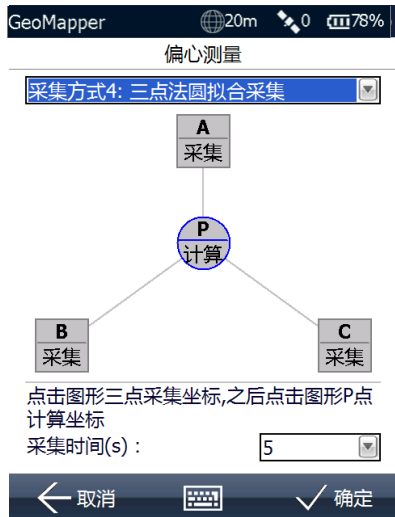 GeoMapper 20m 0 78%
偏心测量
采集方式4: 三点法圆拟合采集
A
采集
P
计算
B
采集
C
采集
点击图形三点采集坐标,之后点击图形P点
计算坐标
采集时间(s)： 5
取消 确定